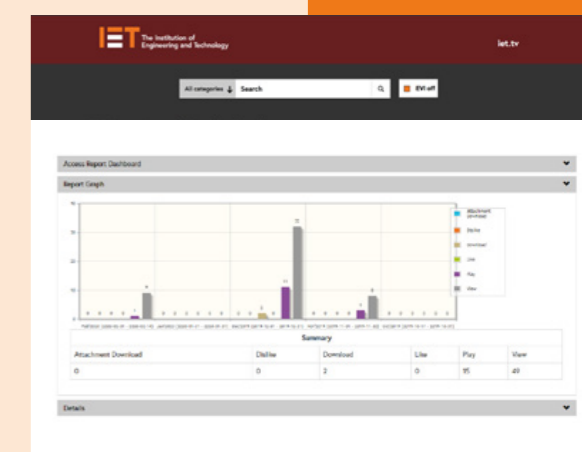 IET The Institution of
Engineering and Technology
iet.tv
All categories Search
EVI off
Access Report Dashboard
Report Graph
Attachment
Download
Dislike
Download
Like
Play
View
Summary
Attachment Download Dislike Download Like Play View
0 0 2 0 15 49
Details